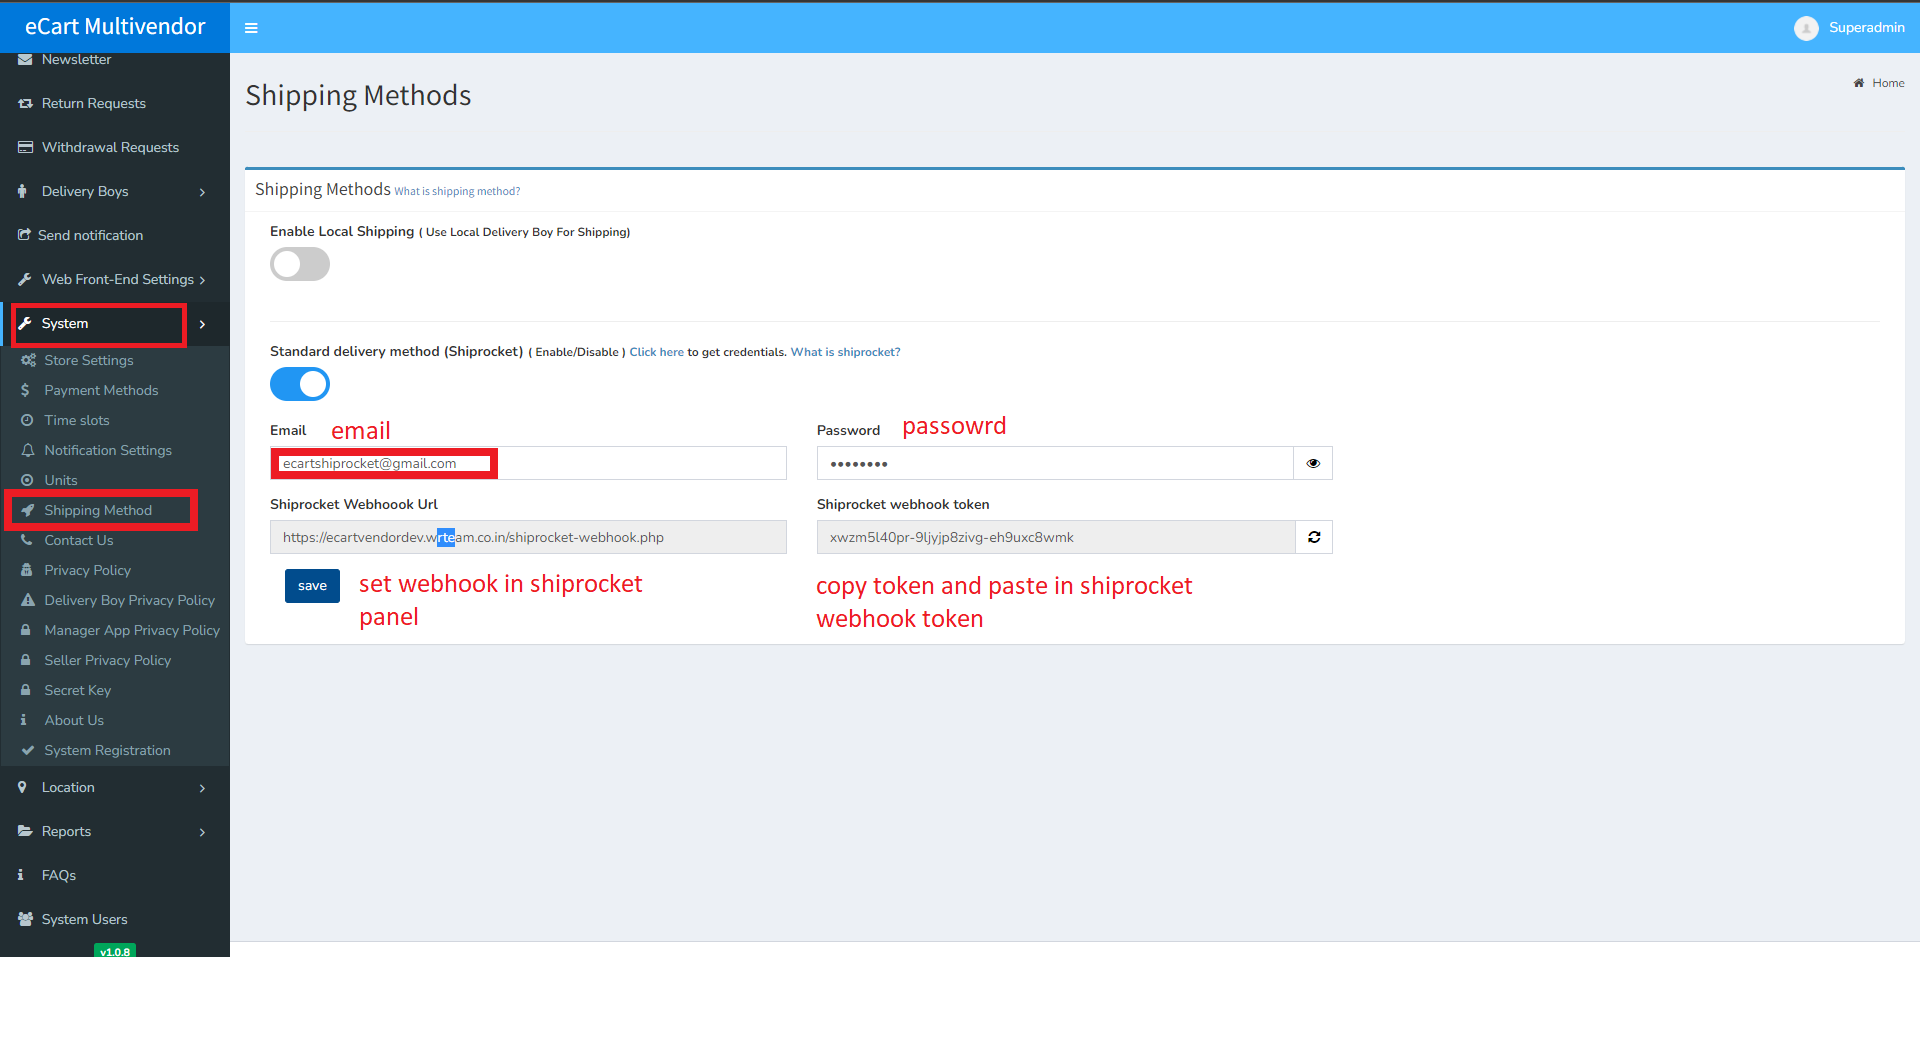 eCart Multivendor
Superadmin
Newsletter
Return Requests
Withdrawal Requests
Delivery Boys
Send notification
Web Front-End Settings
System
Store Settings
Payment Methods
Time slots
Notification Settings
Units
Shipping Method
Contact Us
Privacy Policy
Delivery Boy Privacy Policy
Manager App Privacy Policy
Seller Privacy Policy
Secret Key
About Us
System Registration
Location
Reports
FAQs
System Users
v1.0.8
Shipping Methods
Home
Shipping Methods What is shipping method?
Enable Local Shipping ( Use Local Delivery Boy For Shipping)
Standard delivery method (Shiprocket) ( Enable/Disable ) Click here to get credentials. What is shiprocket?
Email email
Password passowrd
ecartshiprocket@gmail.com
••••••••
Shiprocket Webhoook Url
Shiprocket webhook token
https://ecartvendordev.wrteam.co.in/shiprocket-webhook.php
xwzm5l40pr-9ljyjp8zivg-eh9uxc8wmk
save
set webhook in shiprocket
panel
copy token and paste in shiprocket
webhook token